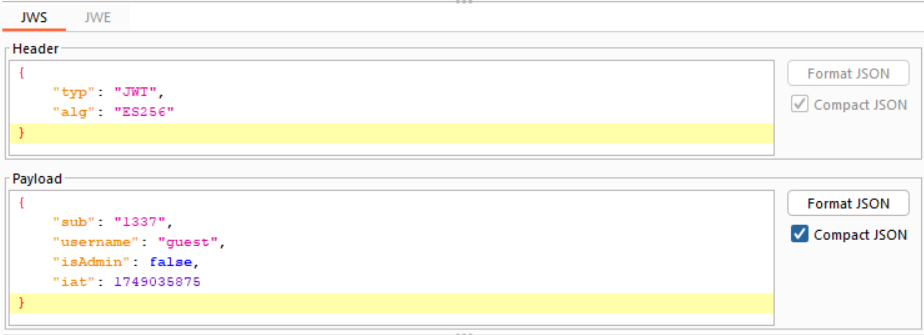 JWS JWE
Header
{
"typ": "JWT",
"alg": "ES256"
}
Format JSON
Compact JSON
Payload
{
"sub": "1337",
"username": "guest",
"isAdmin": false,
"iat": 1749035875
}
Format JSON
Compact JSON